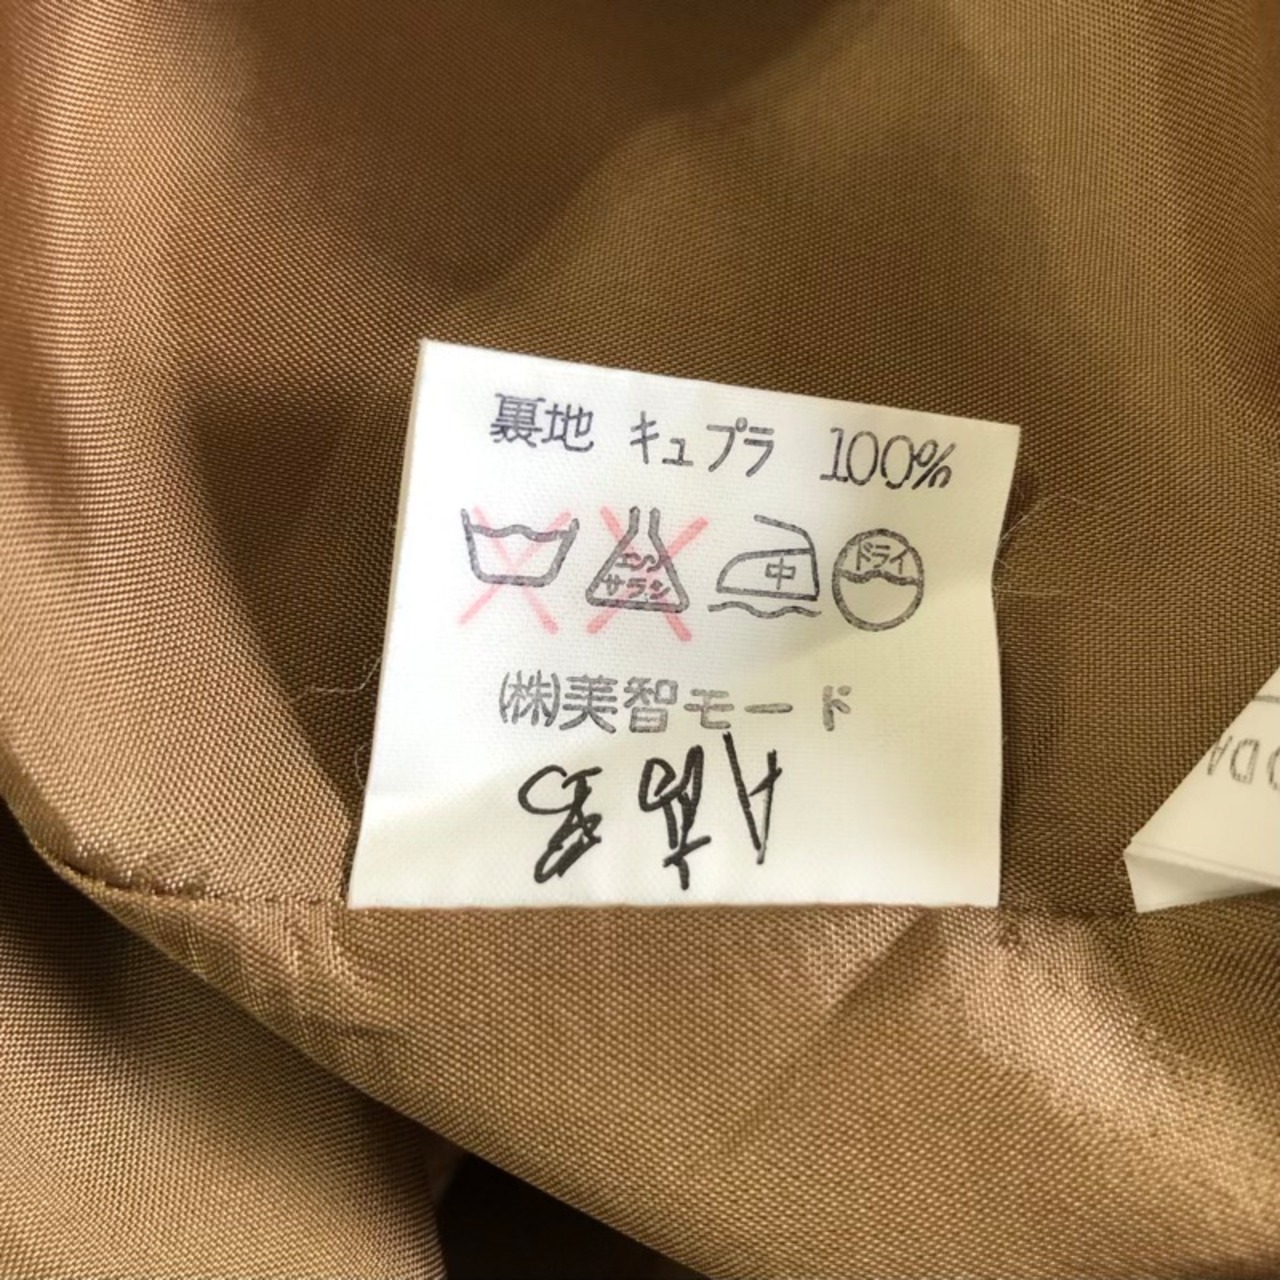 裏地 キュプラ 100%
エンソ
サラシ
中
ドライ
(株)美智モード
ODA